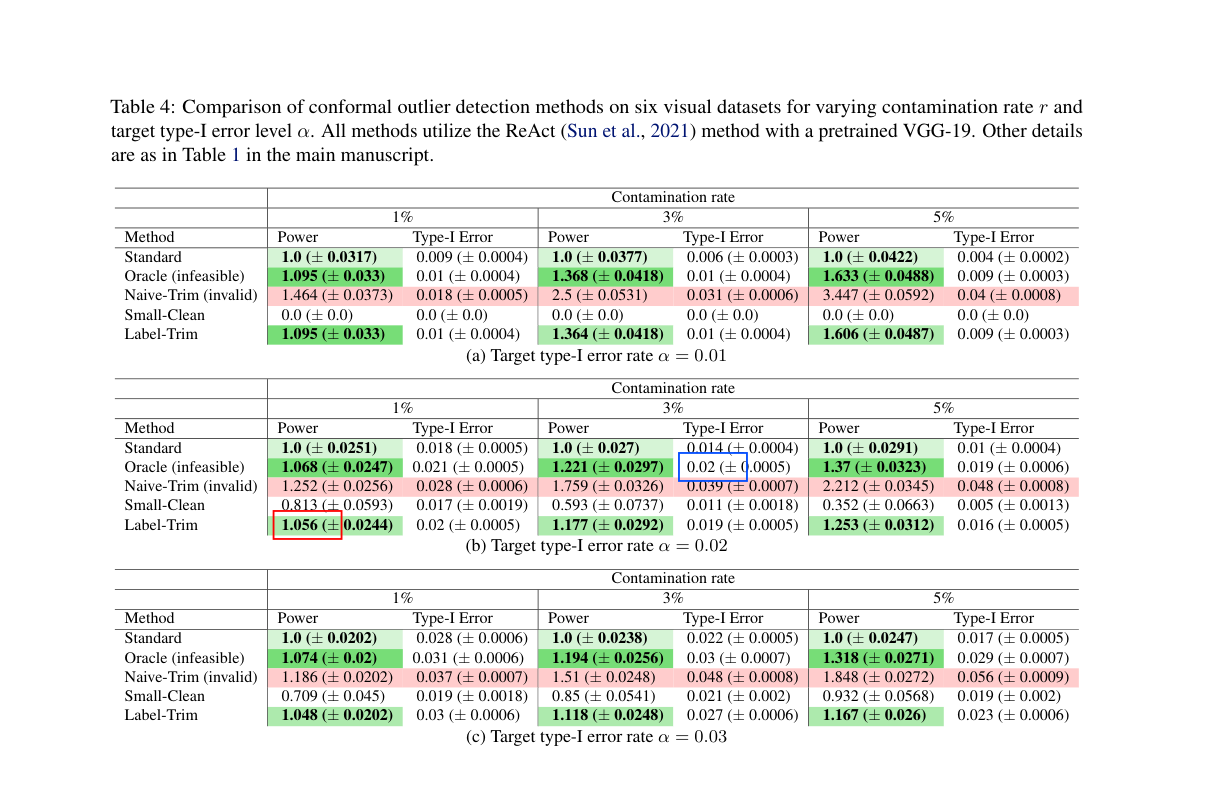 Table 4: Comparison of conformal outlier detection methods on six visual datasets for varying contamination rate r and
target type-I error level α. All methods utilize the ReAct (Sun et al., 2021) method with a pretrained VGG-19. Other details
are as in Table 1 in the main manuscript.
Contamination rate
1% 3% 5%
Method Power Type-I Error Power Type-I Error Power Type-I Error
Standard 1.0 (± 0.0317) 0.009 (± 0.0004) 1.0 (± 0.0377) 0.006 (± 0.0003) 1.0 (± 0.0422) 0.004 (± 0.0002)
Oracle (infeasible) 1.095 (± 0.033) 0.01 (± 0.0004) 1.368 (± 0.0418) 0.01 (± 0.0004) 1.633 (± 0.0488) 0.009 (± 0.0003)
Naive-Trim (invalid) 1.464 (± 0.0373) 0.018 (± 0.0005) 2.5 (± 0.0531) 0.031 (± 0.0006) 3.447 (± 0.0592) 0.04 (± 0.0008)
Small-Clean 0.0 (± 0.0) 0.0 (± 0.0) 0.0 (± 0.0) 0.0 (± 0.0) 0.0 (± 0.0) 0.0 (± 0.0)
Label-Trim 1.095 (± 0.033) 0.01 (± 0.0004) 1.364 (± 0.0418) 0.01 (± 0.0004) 1.606 (± 0.0487) 0.009 (± 0.0003)
(a) Target type-I error rate α = 0.01
Contamination rate
1% 3% 5%
Method Power Type-I Error Power Type-I Error Power Type-I Error
Standard 1.0 (± 0.0251) 0.018 (± 0.0005) 1.0 (± 0.027) 0.014 (± 0.0004) 1.0 (± 0.0291) 0.01 (± 0.0004)
Oracle (infeasible) 1.068 (± 0.0247) 0.021 (± 0.0005) 1.221 (± 0.0297) 0.02 (± 0.0005) 1.37 (± 0.0323) 0.019 (± 0.0006)
Naive-Trim (invalid) 1.252 (± 0.0256) 0.028 (± 0.0006) 1.759 (± 0.0326) 0.039 (± 0.0007) 2.212 (± 0.0345) 0.048 (± 0.0008)
Small-Clean 0.813 (± 0.0593) 0.017 (± 0.0019) 0.593 (± 0.0737) 0.011 (± 0.0018) 0.352 (± 0.0663) 0.005 (± 0.0013)
Label-Trim 1.056 (± 0.0244) 0.02 (± 0.0005) 1.177 (± 0.0292) 0.019 (± 0.0005) 1.253 (± 0.0312) 0.016 (± 0.0005)
(b) Target type-I error rate α = 0.02
Contamination rate
1% 3% 5%
Method Power Type-I Error Power Type-I Error Power Type-I Error
Standard 1.0 (± 0.0202) 0.028 (± 0.0006) 1.0 (± 0.0238) 0.022 (± 0.0005) 1.0 (± 0.0247) 0.017 (± 0.0005)
Oracle (infeasible) 1.074 (± 0.02) 0.031 (± 0.0006) 1.194 (± 0.0256) 0.03 (± 0.0007) 1.318 (± 0.0271) 0.029 (± 0.0007)
Naive-Trim (invalid) 1.186 (± 0.0202) 0.037 (± 0.0007) 1.51 (± 0.0248) 0.048 (± 0.0008) 1.848 (± 0.0272) 0.056 (± 0.0009)
Small-Clean 0.709 (± 0.045) 0.019 (± 0.0018) 0.85 (± 0.0541) 0.021 (± 0.002) 0.932 (± 0.0568) 0.019 (± 0.002)
Label-Trim 1.048 (± 0.0202) 0.03 (± 0.0006) 1.118 (± 0.0248) 0.027 (± 0.0006) 1.167 (± 0.026) 0.023 (± 0.0006)
(c) Target type-I error rate α = 0.03